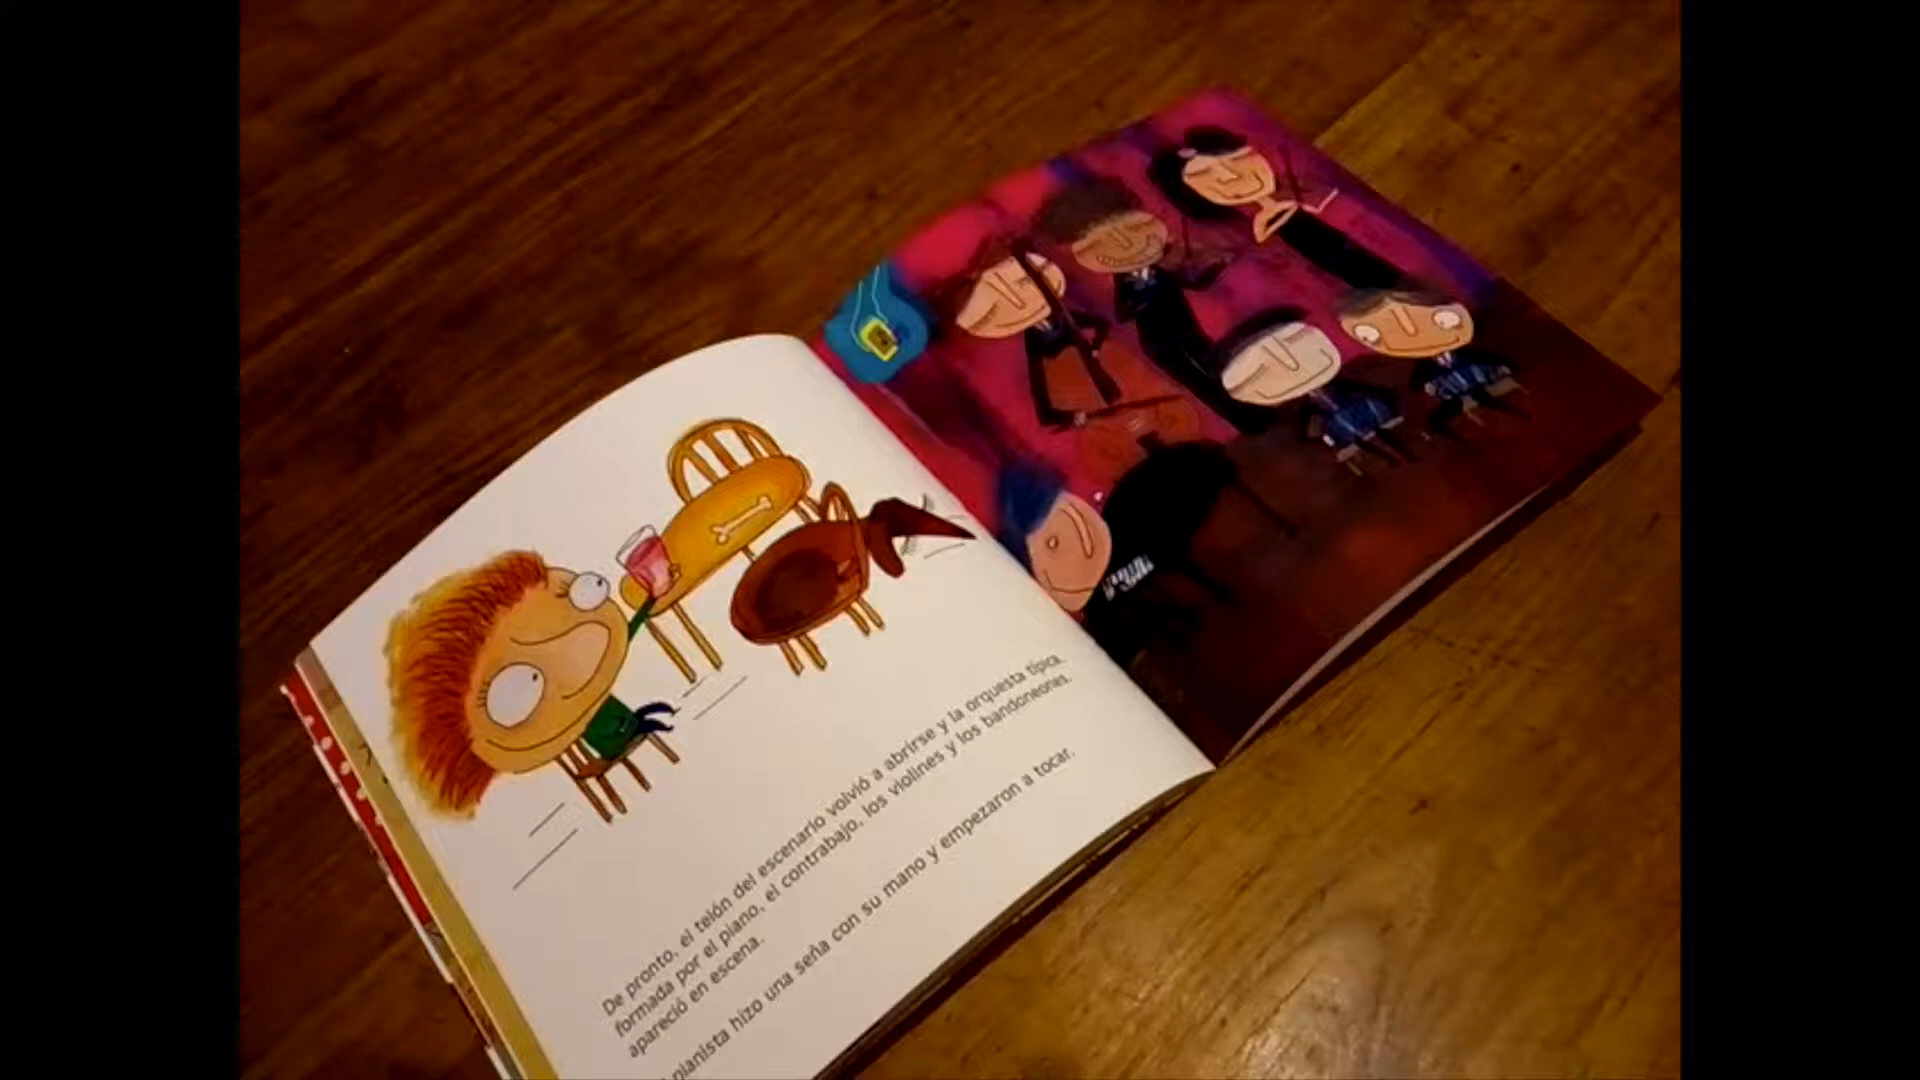 De pronto, el telón del escenario volvió a abrirse y la orquesta típica,
formada por el piano, el contrabajo, los violines y los bandoneones,
apareció en escena.
pianista hizo una seña con su mano y empezaron a tocar.